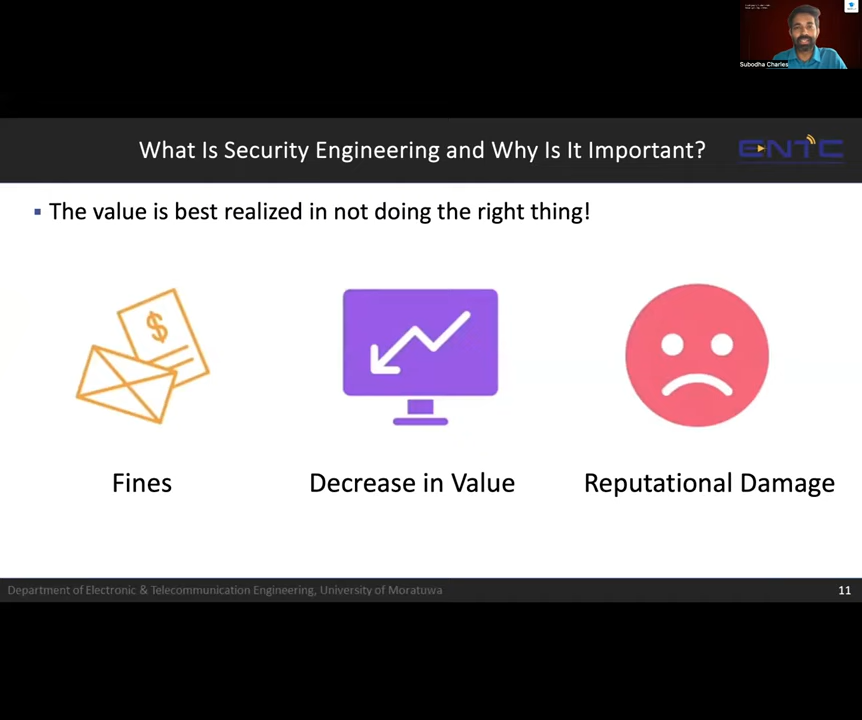 Subodha Charles
What Is Security Engineering and Why Is It Important?
ENTC
▪ The value is best realized in not doing the right thing!
$
Fines
Decrease in Value
Reputational Damage
Department of Electronic & Telecommunication Engineering, University of Moratuwa
11